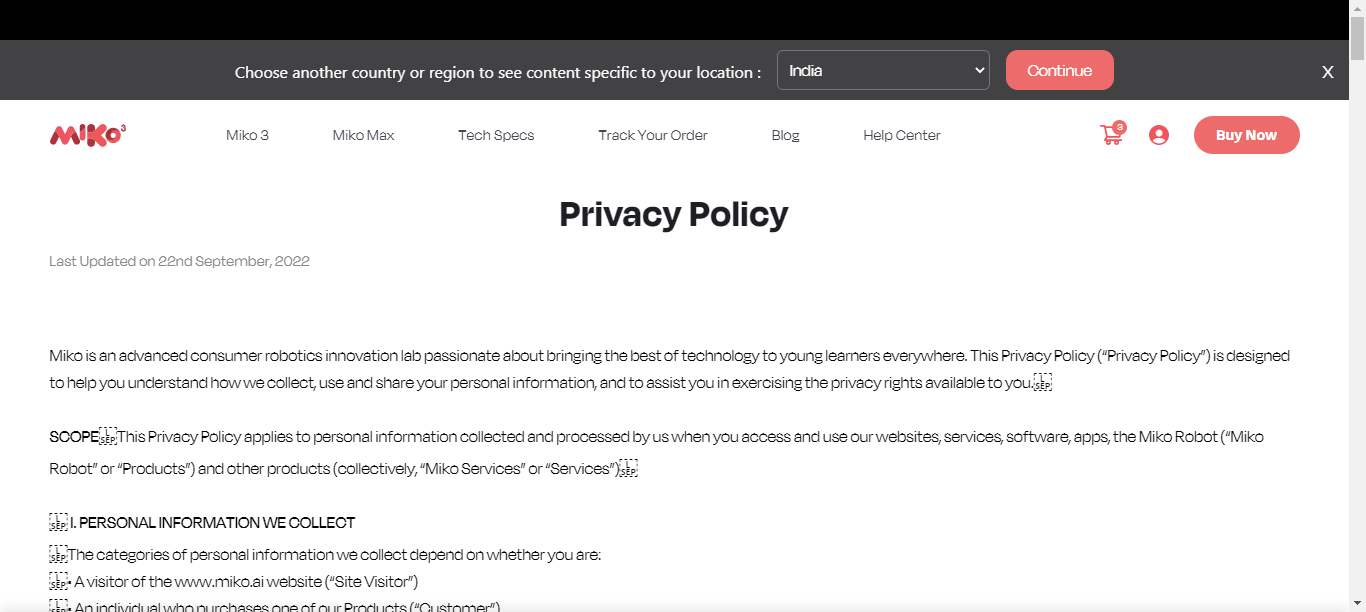 Choose another country or region to see content specific to your location :
India
Continue
X
MIKO3
Miko 3
Miko Max
Tech Specs
Track Your Order
Blog
Help Center
3
Buy Now
Privacy Policy
Last Updated on 22nd September, 2022
Miko is an advanced consumer robotics innovation lab passionate about bringing the best of technology to young learners everywhere. This Privacy Policy (“Privacy Policy”) is designed
to help you understand how we collect, use and share your personal information, and to assist you in exercising the privacy rights available to you.
SCOPE This Privacy Policy applies to personal information collected and processed by us when you access and use our websites, services, software, apps, the Miko Robot (“Miko
Robot” or “Products”) and other products (collectively, “Miko Services” or “Services”)
I. PERSONAL INFORMATION WE COLLECT
The categories of personal information we collect depend on whether you are:
• A visitor of the www.miko.ai website (“Site Visitor”)
• An individual who purchases one of our Products (“Customer”)